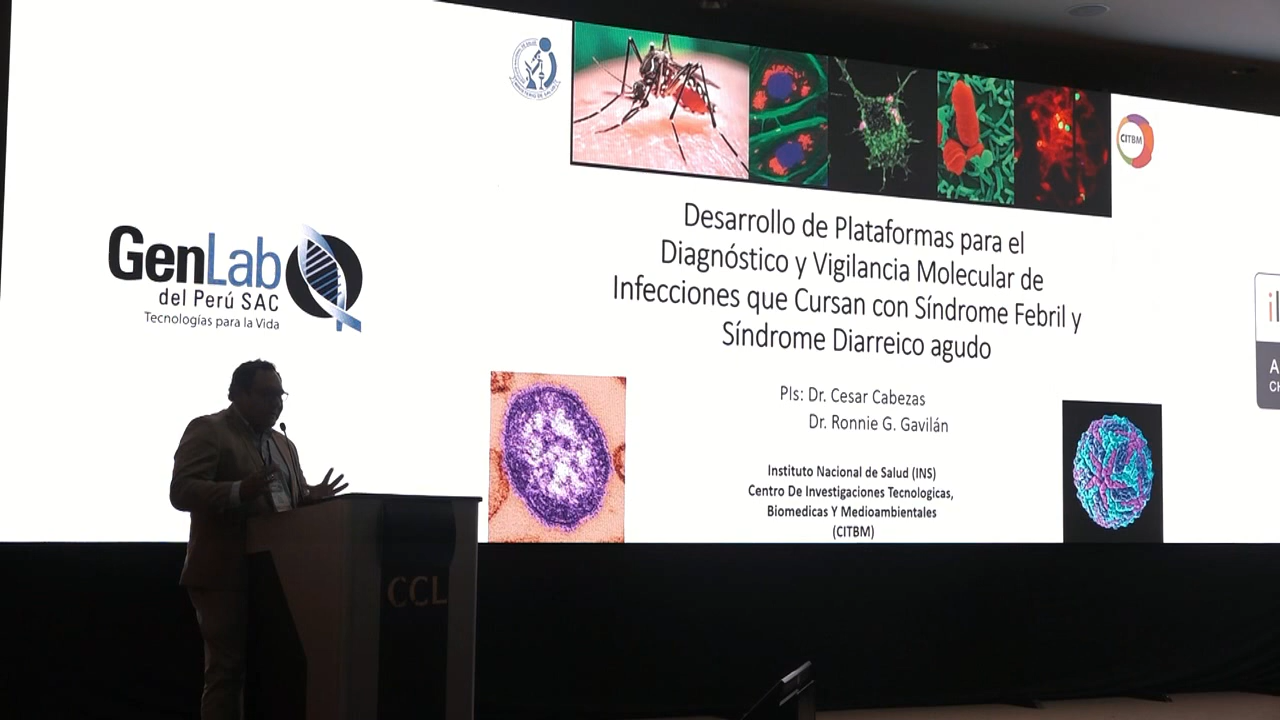 GenLab
del Perú SAC
Tecnologías para la Vida
CITBM
Desarrollo de Plataformas para el
Diagnóstico y Vigilancia Molecular de
Infecciones que Cursan con Síndrome Febril y
Síndrome Diarreico agudo
PIs: Dr. Cesar Cabezas
Dr. Ronnie G. Gavilán
Instituto Nacional de Salud (INS)
Centro De Investigaciones Tecnologicas,
Biomedicas Y Medioambientales
(CITBM)
CCL